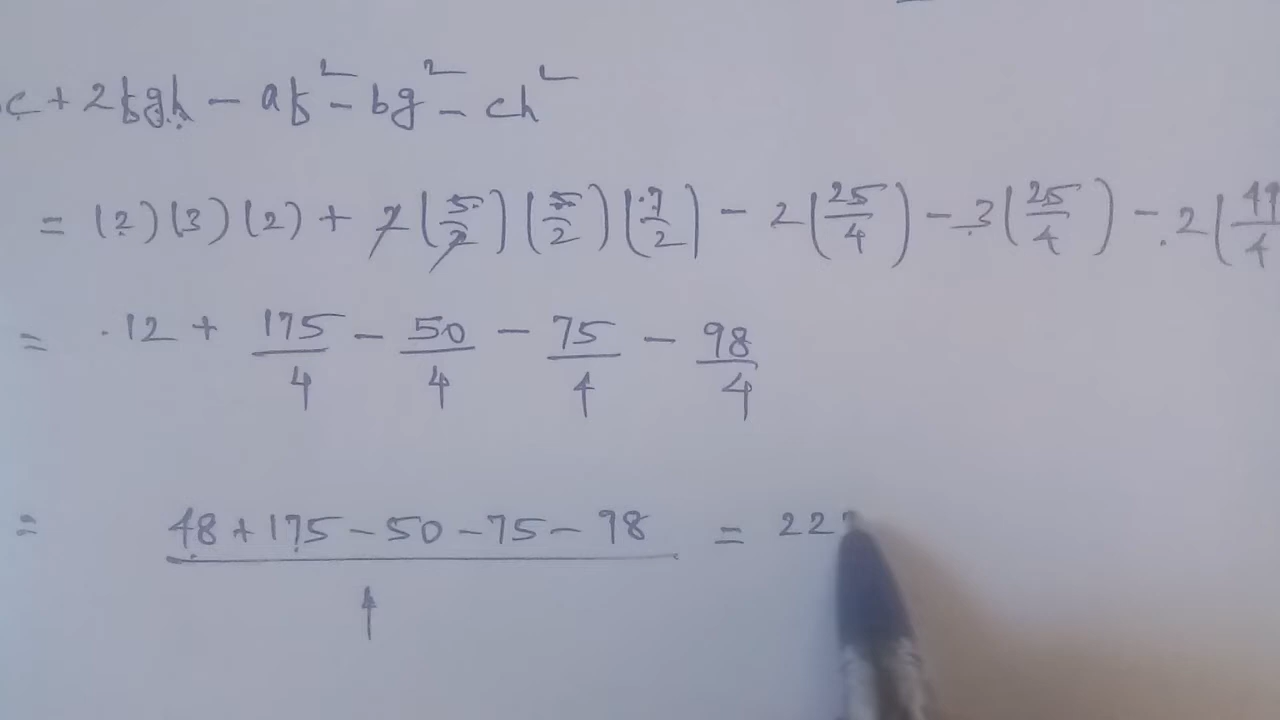 c + 2fgh - af² - bg² - ch²
= (2)(3)(2) + 2(5/2)(5/2)(7/2) - 2(25/4) - 3(25/4) - 2(49/4
= 12 + 175/4 - 50/4 - 75/4 - 98/4
= 48 + 175 - 50 - 75 - 98 / 4 = 22